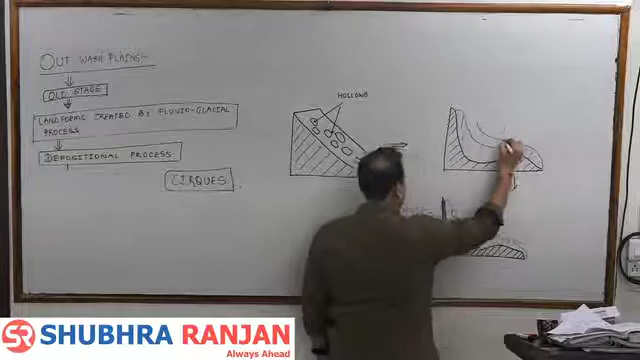 OUT WASH PLAINS-
OLD STAGE
LANDFORMS CREATED BY FLUVIO-GLACIAL
PROCESS
DEPOSITIONAL PROCESS
CIRQUES
HOLLOWS
SR SHUBHRA RANJAN
Always Ahead